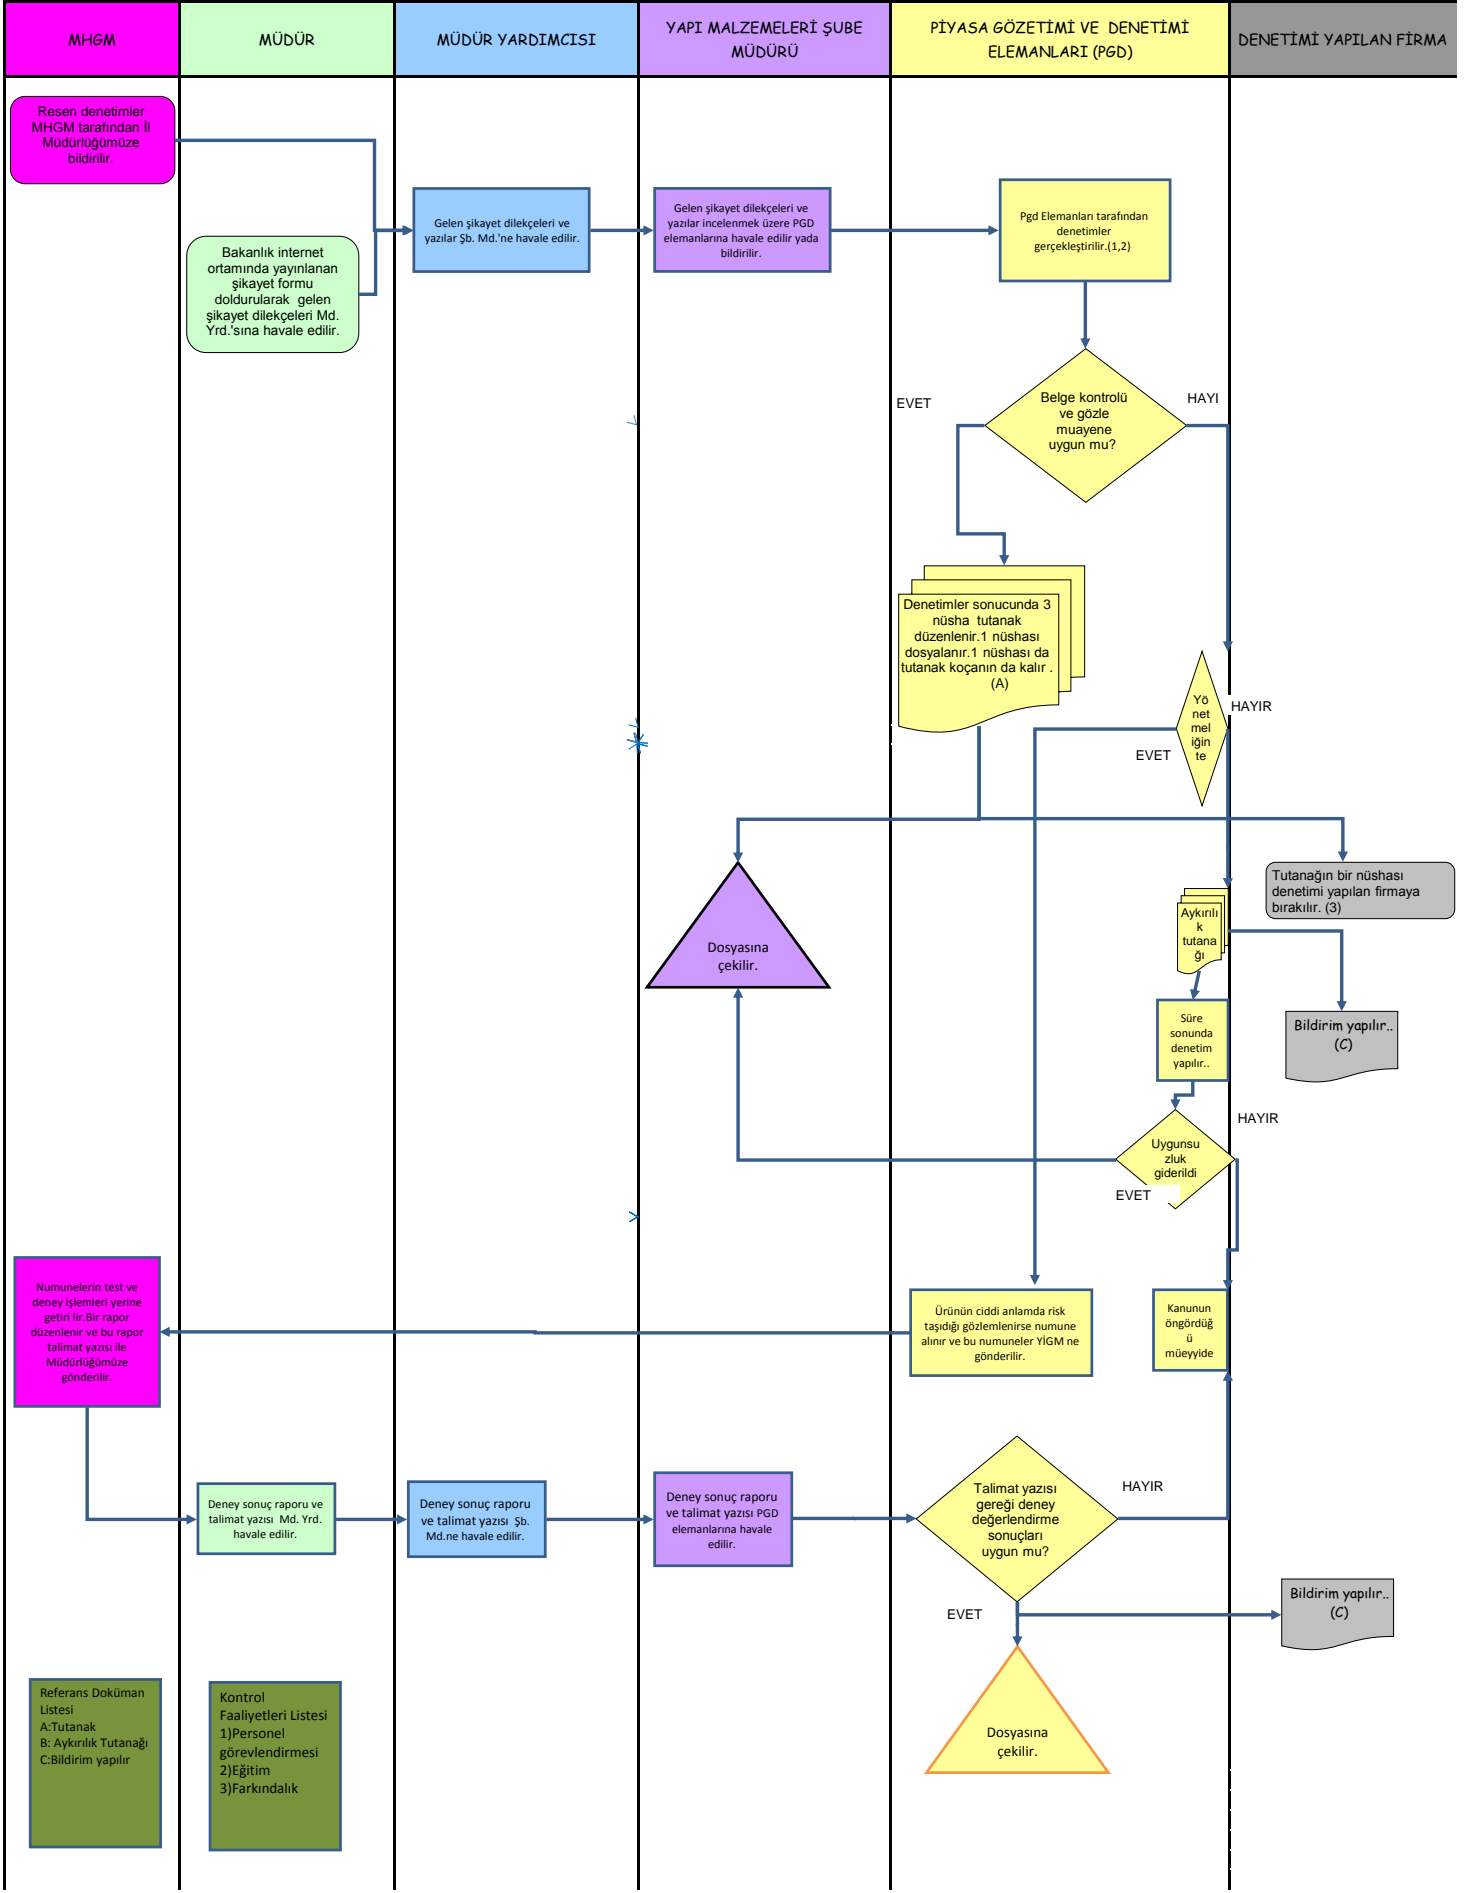 MHGM
MÜDÜR
MÜDÜR YARDIMCISI
YAPI MALZEMELERİ ŞUBE
MÜDÜRÜ
PİYASA GÖZETİMİ VE DENETİMİ
ELEMANLARI (PGD)
DENETİMİ YAPILAN FİRMA
Resen denetimler
MHGM tarafından İl
Müdürlüğümüze
bildirilir.
Bakanlık internet
ortamında yayınlanan
şikayet formu
doldurularak gelen
şikayet dilekçeleri Md.
Yrd.'sına havale edilir.
Gelen şikayet dilekçeleri ve
yazılar Şb. Md.'ne havale edilir.
Gelen şikayet dilekçeleri ve
yazılar incelenmek üzere PGD
elemanlarına havale edilir yada
bildirilir.
Pgd Elemanları tarafından
denetimler
gerçekleştirilir.(1,2)
EVET
Belge kontrolü
ve gözle
muayene
uygun mu?
HAYI
Denetimler sonucunda 3
nüsha tutanak
düzenlenir.1 nüshası
dosyalanır.1 nüshası da
tutanak koçanın da kalır .
(A)
Yö
net
mel
iğin
te
HAYIR
EVET
Tutanağın bir nüshası
denetimi yapılan firmaya
bırakılır. (3)
Aykırılı
k
tutana
ğı
Dosyasına
çekilir.
Süre
sonunda
denetim
yapılır..
Bildirim yapılır..
(C)
HAYIR
Uygunsu
zluk
giderildi
EVET
Numunelerin test ve
deney işlemleri yerine
getiri lir.Bir rapor
düzenlenir ve bu rapor
talimat yazısı ile
Müdürlüğümüze
gönderilir.
Ürünün ciddi anlamda risk
taşıdığı gözlemlenirse numune
alınır ve bu numuneler YİGM ne
gönderilir.
Kanunun
öngördüğ
ü
müeyyide
Deney sonuç raporu ve
talimat yazısı Md. Yrd.
havale edilir.
Deney sonuç raporu
ve talimat yazısı Şb.
Md.ne havale edilir.
Deney sonuç raporu
ve talimat yazısı PGD
elemanlarına havale
edilir.
Talimat yazısı
gereği deney
değerlendirme
sonuçları
uygun mu?
HAYIR
EVET
Bildirim yapılır..
(C)
Dosyasına
çekilir.
Referans Doküman
Listesi
A:Tutanak
B: Aykırılık Tutanağı
C:Bildirim yapılır
Kontrol
Faaliyetleri Listesi
1)Personel
görevlendirmesi
2)Eğitim
3)Farkındalık